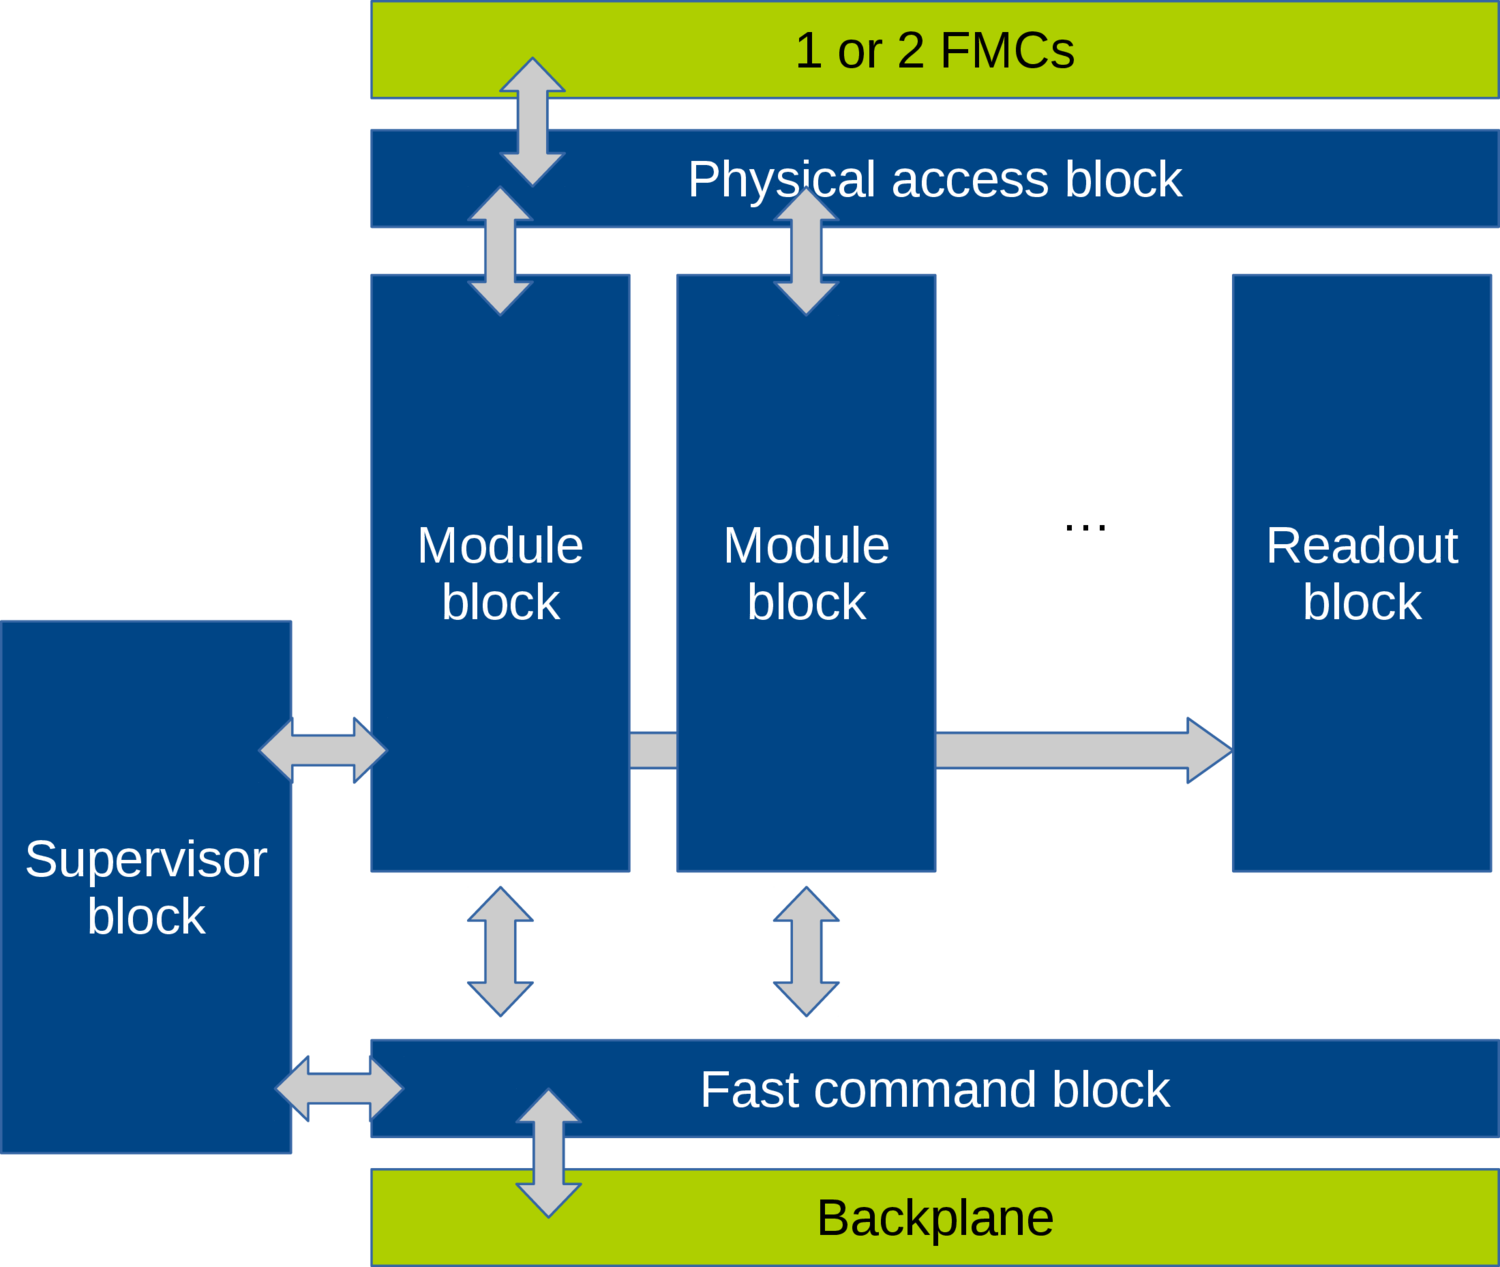 1 or 2 FMCs
Physical access block
Module
block
Module
block
...
Readout
block
Supervisor
block
Fast command block
Backplane